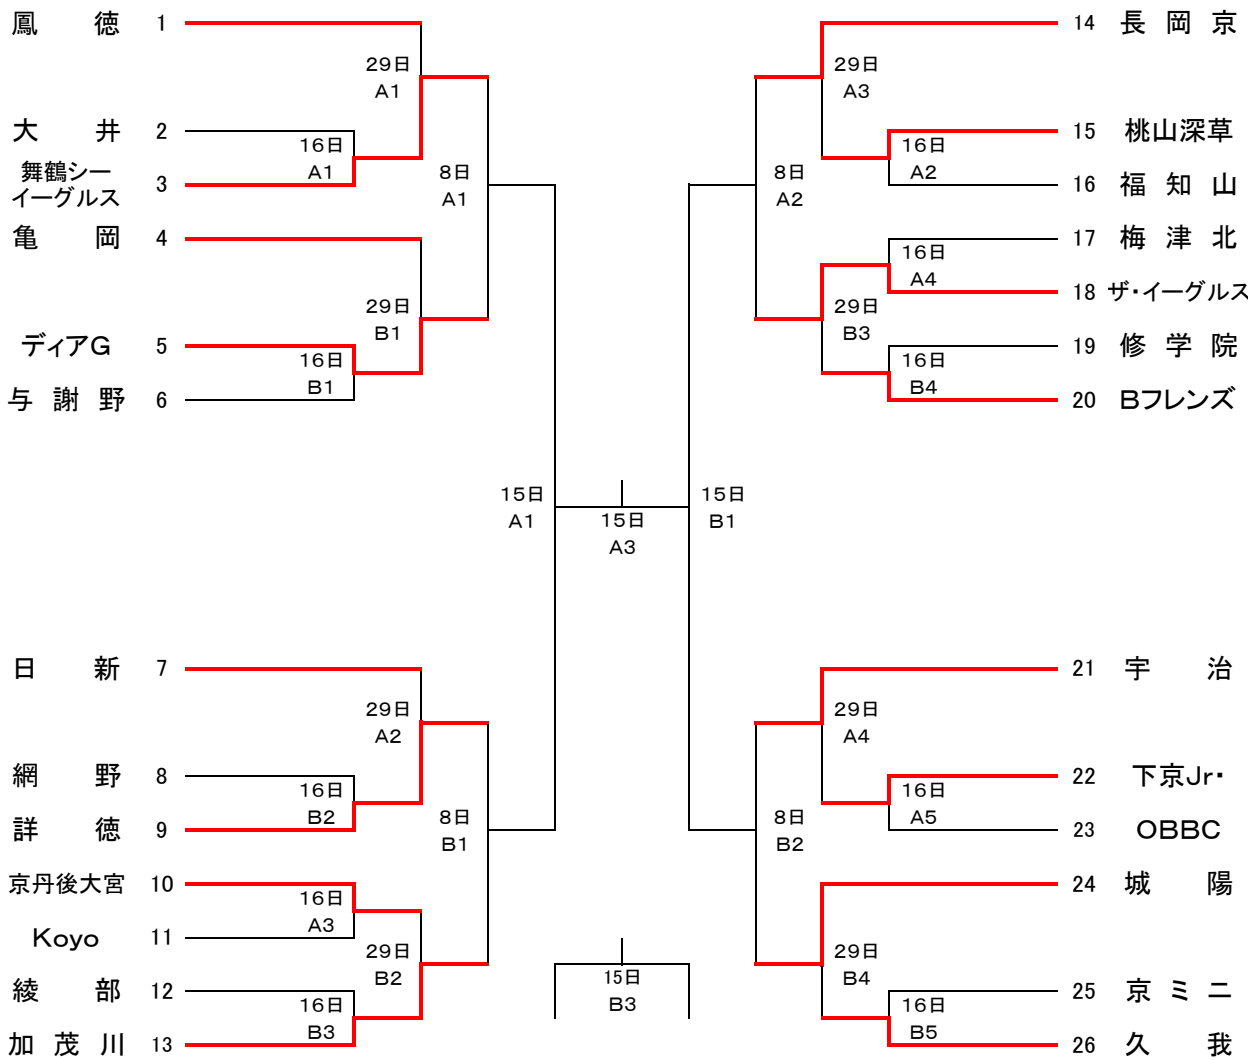 鳳徳 1
29日
A1
大井 2
16日
A1
舞鶴シー
イーグルス 3
8日
A1
亀岡 4
29日
B1
ディアG 5
16日
B1
与謝野 6
15日
A1
日新 7
29日
A2
網野 8
16日
B2
詳徳 9
8日
B1
京丹後大宮 10
16日
A3
Koyo 11
29日
B2
綾部 12
16日
B3
加茂川 13
15日
A3
15日
B3
14 長岡京
29日
A3
15 桃山深草
16日
A2
16 福知山
8日
A2
17 梅津北
16日
A4
18 ザ・イーグルス
29日
B3
19 修学院
16日
B4
20 Bフレンズ
15日
B1
21 宇治
29日
A4
22 下京Jr・
16日
A5
23 OBBC
8日
B2
24 城陽
29日
B4
25 京ミニ
16日
B5
26 久我